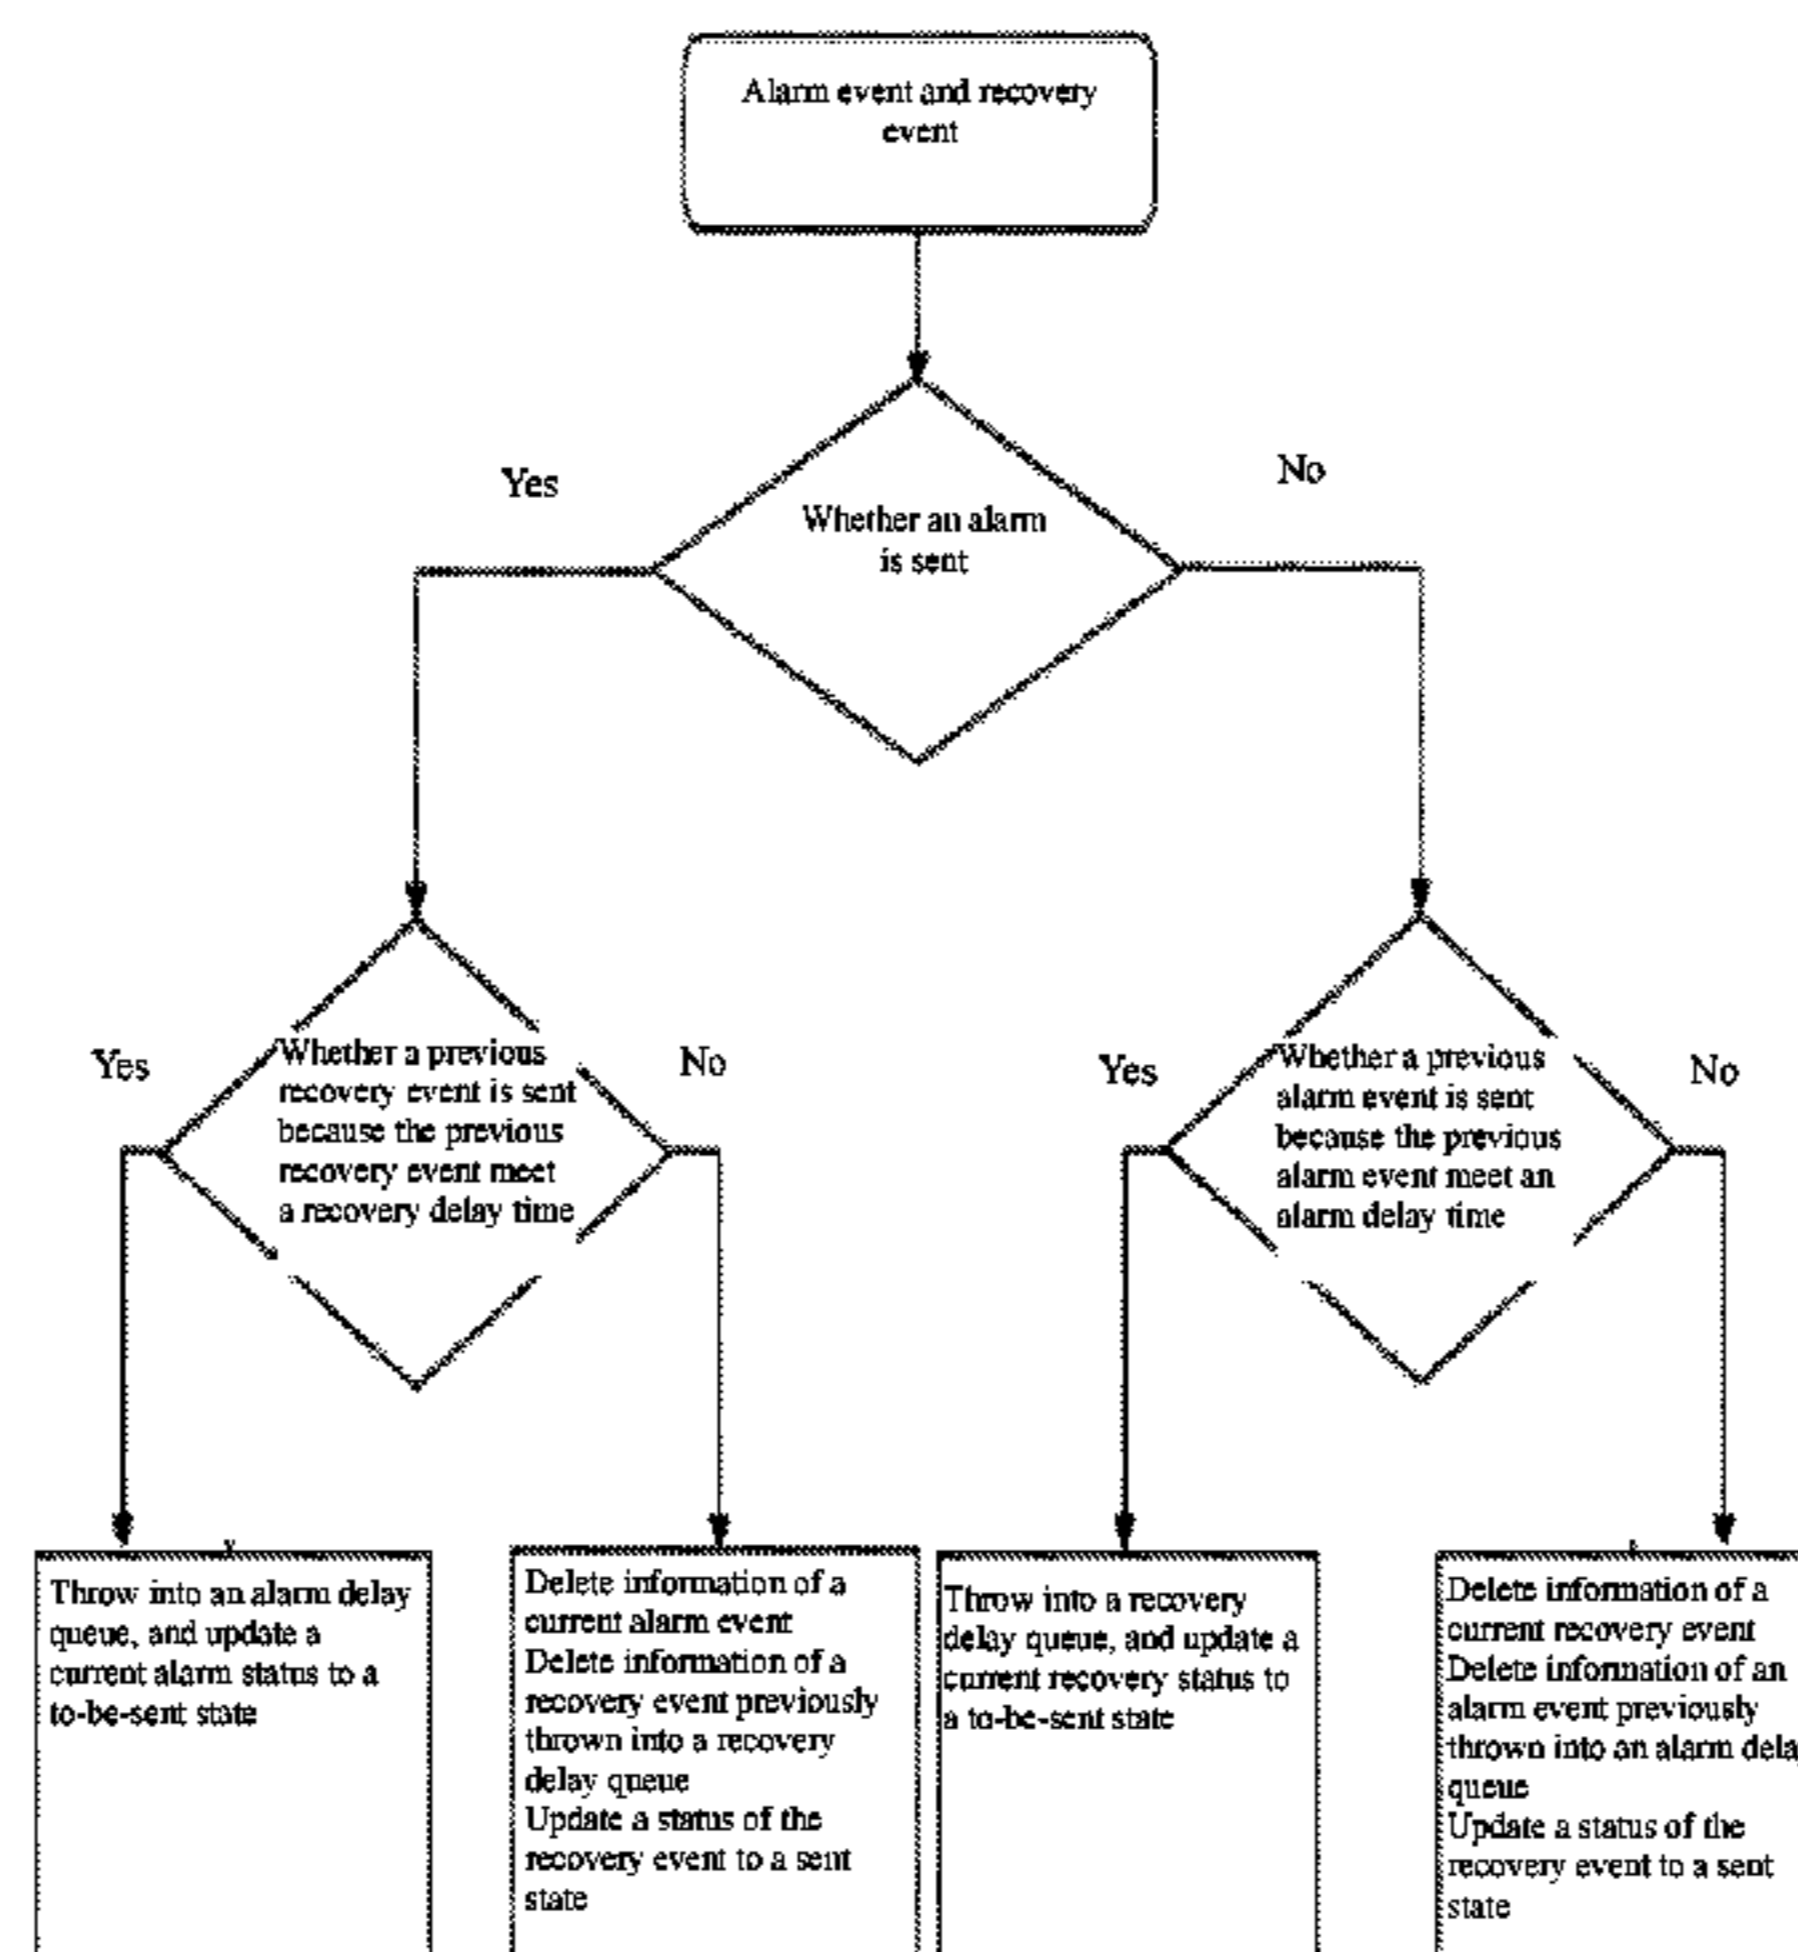 Alarm event and recovery
event
Yes
No
Whether an alarm
is sent
Yes
Whether a previous
recovery event is sent
because the previous
recovery event meet
a recovery delay time
No
Yes
Whether a previous
alarm event is sent
because the previous
alarm event meet an
alarm delay time
No
Throw into an alarm delay
queue, and update a
current alarm status to a
to-be-sent state
Delete information of a
current alarm event
Delete information of a
recovery event previously
thrown into a recovery
delay queue
Update a status of the
recovery event to a sent
state
Throw into a recovery
delay queue, and update a
current recovery status to
a to-be-sent state
Delete information of a
current recovery event
Delete information of an
alarm event previously
thrown into an alarm delay
queue
Update a status of the
recovery event to a sent
state